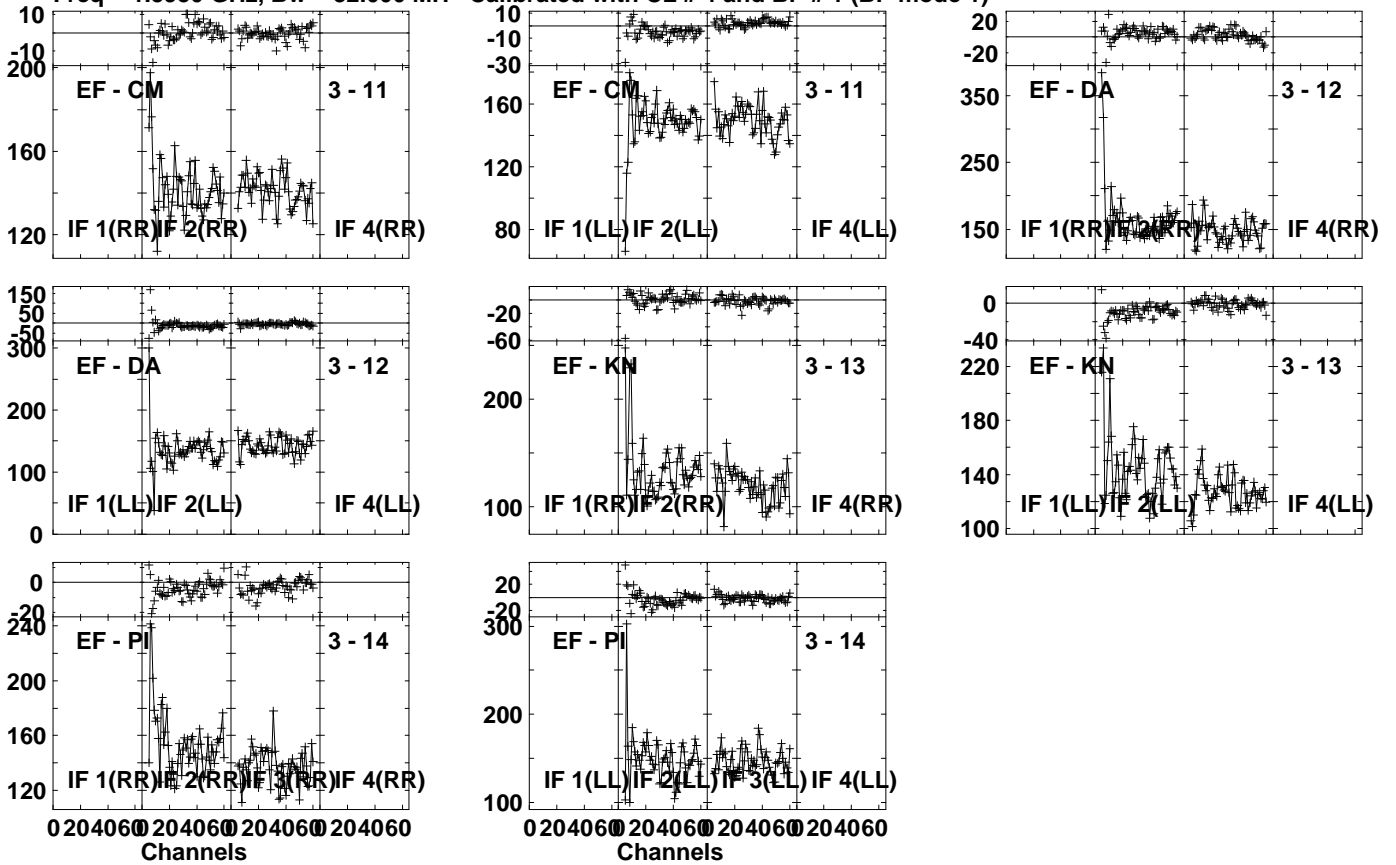 GHz, Bw = MH Calibrated with CL # and BP # 1 (BP mode 1)
10
-10
200
160
120
EF - CM
3 - 11
IF 1(RR)
IF 2(RR)
IF 4(RR)
10
-10
-30
160
120
80
EF - CM
3 - 11
IF 1(LL)
IF 2(LL)
IF 4(LL)
20
-20
350
250
150
EF - DA
3 - 12
IF 1(RR)
IF 2(RR)
IF 4(RR)
150
50
-50
300
200
100
0
EF - DA
3 - 12
IF 1(LL)
IF 2(LL)
IF 4(LL)
-20
-60
200
100
EF - KN
3 - 13
IF 1(RR)
IF 2(RR)
IF 4(RR)
0
-40
220
180
140
100
EF - KN
3 - 13
IF 1(LL)
IF 2(LL)
IF 4(LL)
0
-20
240
200
160
120
EF - PI
3 - 14
IF 1(RR)
IF 2(RR)
IF 3(RR)
IF 4(RR)
0 20 40 60 0 20 40 60 0 20 40 60 0 20 40 60
Channels
20
-20
300
200
100
EF - PI
3 - 14
IF 1(LL)
IF 2(LL)
IF 3(LL)
IF 4(LL)
0 20 40 60 0 20 40 60 0 20 40 60 0 20 40 60
Channels